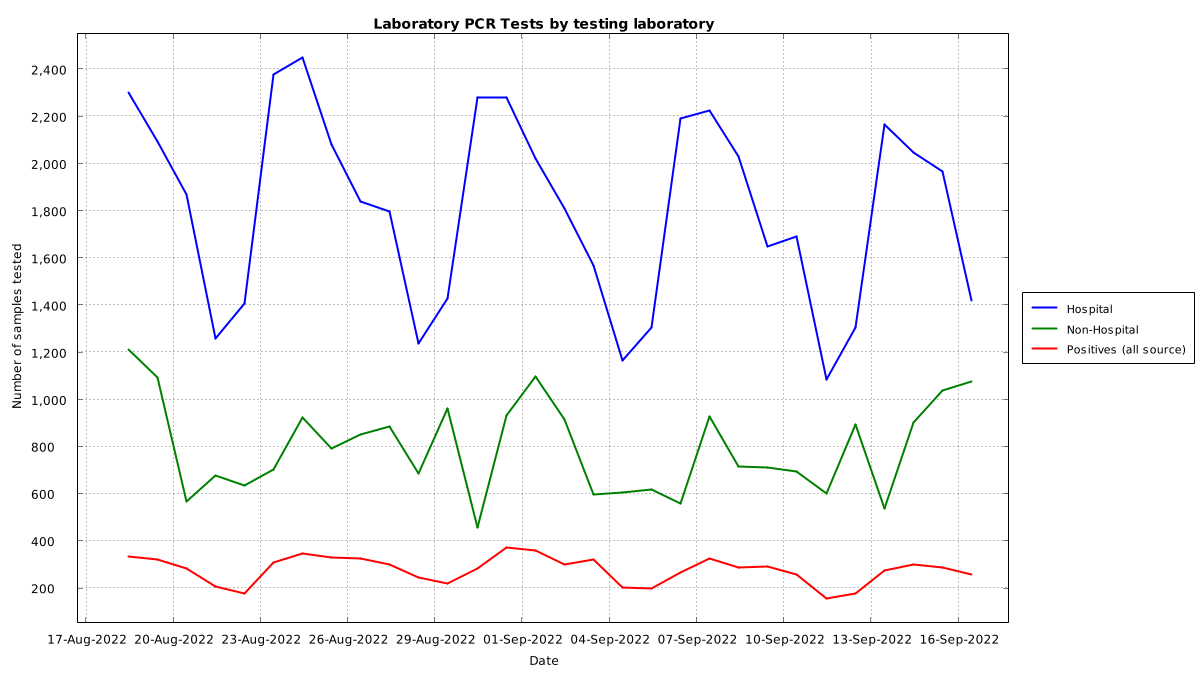 Laboratory PCR Tests by testing laboratory
2,400
2,200
2,000
1,800
1,600
1,400
1,200
1,000
800
600
400
200
Number of samples tested
17-Aug-2022 20-Aug-2022 23-Aug-2022 26-Aug-2022 29-Aug-2022 01-Sep-2022 04-Sep-2022 07-Sep-2022 10-Sep-2022 13-Sep-2022 16-Sep-2022
Date
Hospital
Non-Hospital
Positives (all source)